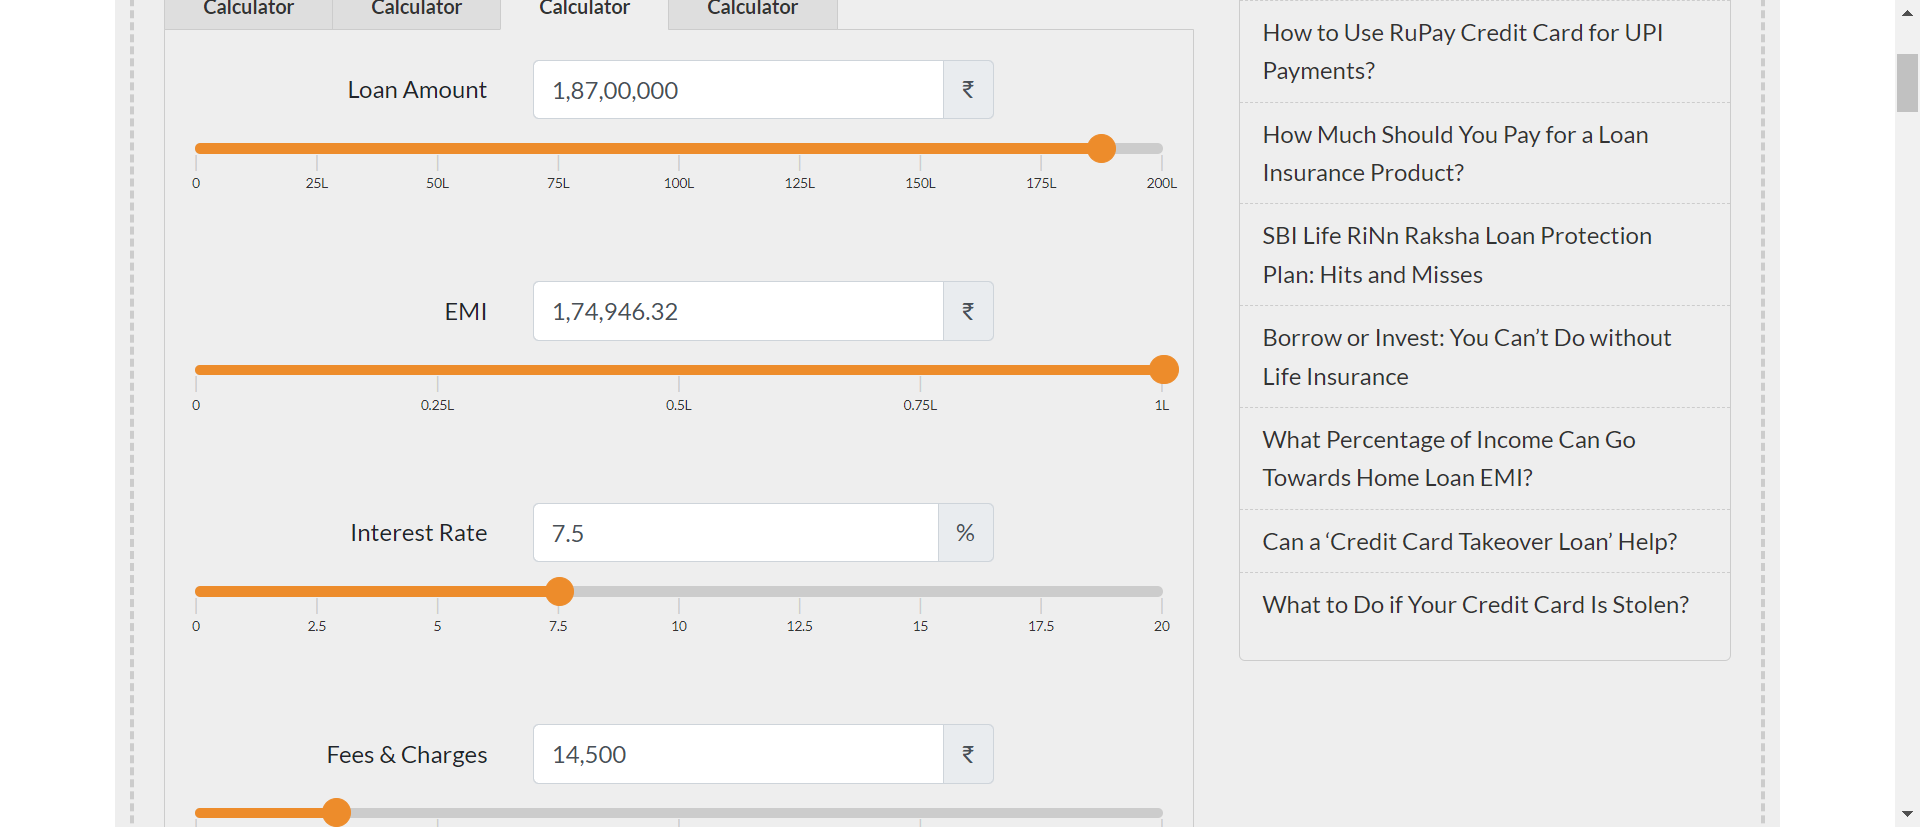 Calculator Calculator Calculator Calculator
Loan Amount 1,87,00,000 ₹
0 25L 50L 75L 100L 125L 150L 175L 200L
EMI 1,74,946.32 ₹
0 0.25L 0.5L 0.75L 1L
Interest Rate 7.5 %
0 2.5 5 7.5 10 12.5 15 17.5 20
Fees & Charges 14,500 ₹
How to Use RuPay Credit Card for UPI
Payments?
How Much Should You Pay for a Loan
Insurance Product?
SBI Life RiNn Raksha Loan Protection
Plan: Hits and Misses
Borrow or Invest: You Can’t Do without
Life Insurance
What Percentage of Income Can Go
Towards Home Loan EMI?
Can a ‘Credit Card Takeover Loan’ Help?
What to Do if Your Credit Card Is Stolen?